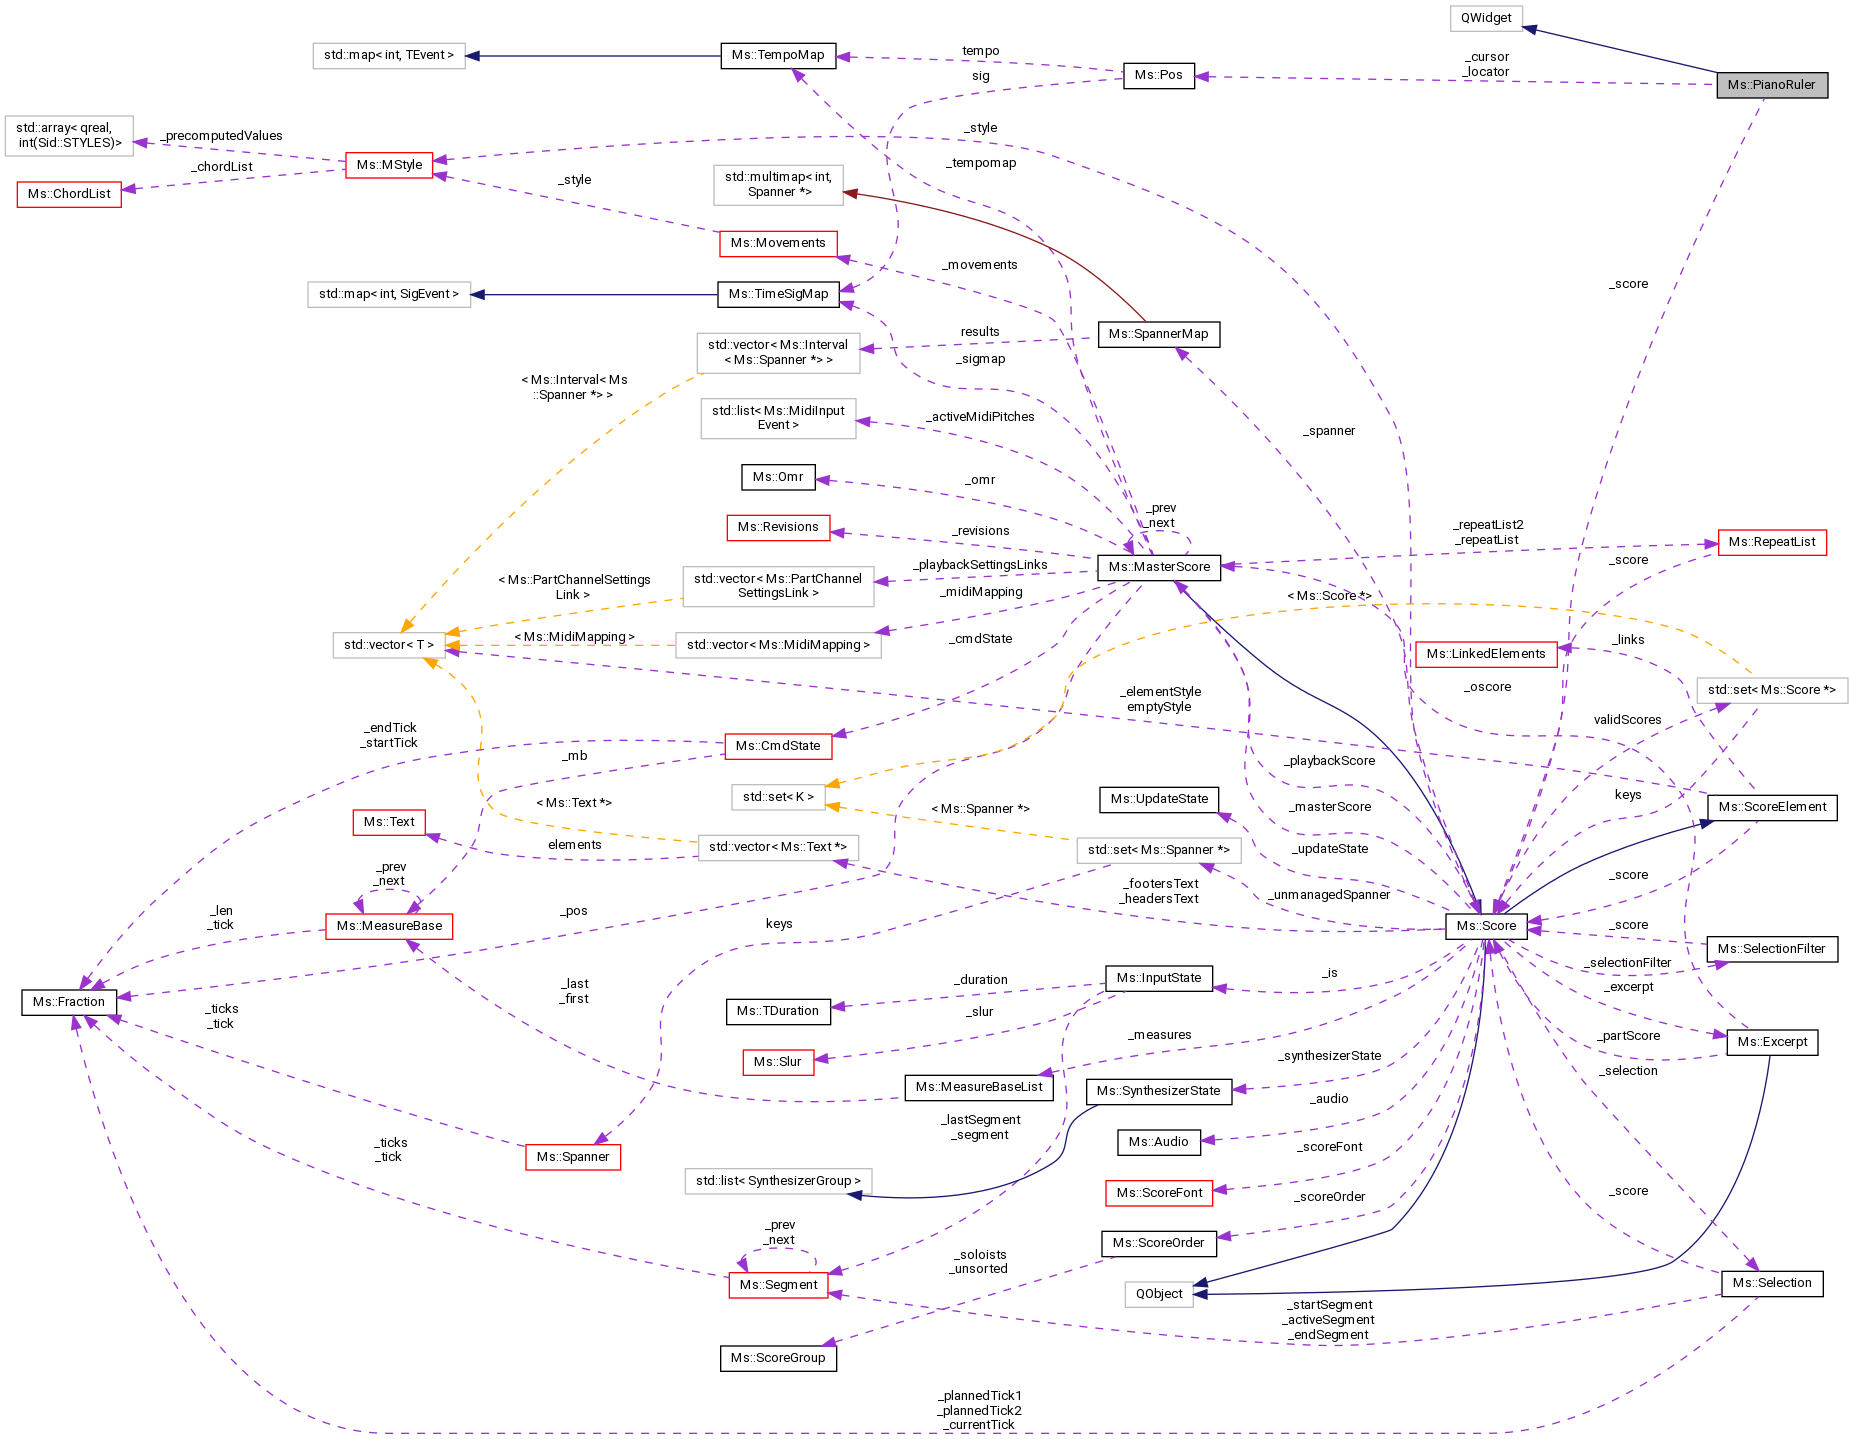 QWidget
std::map< int, TEvent >
Ms::TempoMap
tempo
Ms::Pos
_cursor
_locator
Ms::PianoRuler
sig
std::array< qreal,
int(Sid::STYLES)>
_precomputedValues
_style
Ms::MStyle
_chordList
_tempomap
Ms::ChordList
_style
std::multimap< int,
Spanner *>
Ms::Movements
_movements
_score
std::map< int, SigEvent >
Ms::TimeSigMap
Ms::SpannerMap
results
std::vector< Ms::Interval
< Ms::Spanner *> >
_sigmap
< Ms::Interval< Ms
::Spanner *> >
std::list< Ms::MidiInput
Event >
_activeMidiPitches
_spanner
Ms::Omr
_omr
_prev
_next
Ms::Revisions
_revisions
_repeatList2
_repeatList
Ms::RepeatList
Ms::MasterScore
_score
_playbackSettingsLinks
< Ms::PartChannelSettings
Link >
std::vector< Ms::PartChannel
SettingsLink >
_midiMapping
< Ms::Score *>
std::vector< T >
< Ms::MidiMapping >
std::vector< Ms::MidiMapping >
_cmdState
_links
Ms::LinkedElements
_elementStyle
emptyStyle
_oscore
std::set< Ms::Score *>
_endTick
_startTick
validScores
Ms::CmdState
_mb
_playbackScore
std::set< K >
Ms::UpdateState
keys
Ms::ScoreElement
< Ms::Text *>
< Ms::Spanner *>
_masterScore
Ms::Text
elements
std::vector< Ms::Text *>
std::set< Ms::Spanner *>
_updateState
_prev
_next
_footersText
_headersText
_unmanagedSpanner
_score
_len
_tick
Ms::MeasureBase
_pos
keys
Ms::Score
_score
Ms::SelectionFilter
_selectionFilter
_last
_first
_duration
Ms::InputState
_is
_excerpt
Ms::Fraction
_ticks
_tick
Ms::TDuration
_slur
_measures
_partScore
Ms::Excerpt
Ms::Slur
_synthesizerState
_selection
Ms::MeasureBaseList
Ms::SynthesizerState
_audio
_lastSegment
_segment
Ms::Audio
_ticks
_tick
Ms::Spanner
_scoreFont
std::list< SynthesizerGroup >
Ms::ScoreFont
_scoreOrder
_score
_prev
_next
Ms::ScoreOrder
_soloists
_unsorted
Ms::Segment
QObject
Ms::Selection
_startSegment
_activeSegment
_endSegment
Ms::ScoreGroup
_plannedTick1
_plannedTick2
_currentTick